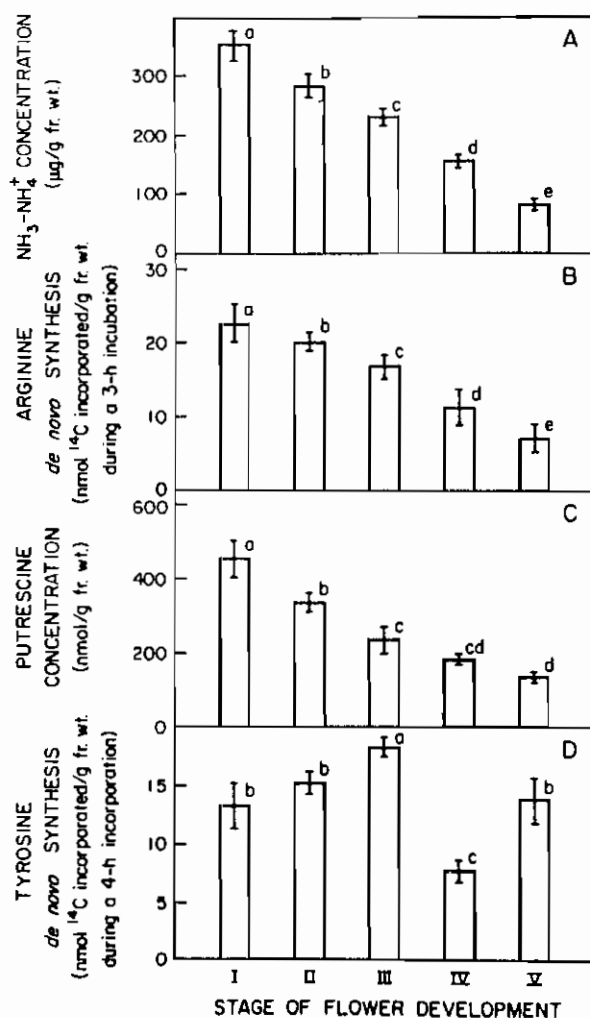 NH₃-NH₄⁺ CONCENTRATION
(µg/g fr. wt.)
300
200
100
0
A
a
b
c
d
e
ARGININE
de novo SYNTHESIS
(nmol ¹⁴C incorporated/g fr. wt.
during a 3-h incubation)
30
20
10
0
B
a
b
c
d
e
PUTRESCINE
CONCENTRATION
(nmol/g fr. wt.)
600
400
200
0
C
a
b
c
cd
d
TYROSINE
de novo SYNTHESIS
(nmol ¹⁴C incorporated/g fr. wt.
during a 4-h incorporation)
15
10
5
0
D
b
b
a
c
b
I II III IV V
STAGE OF FLOWER DEVELOPMENT